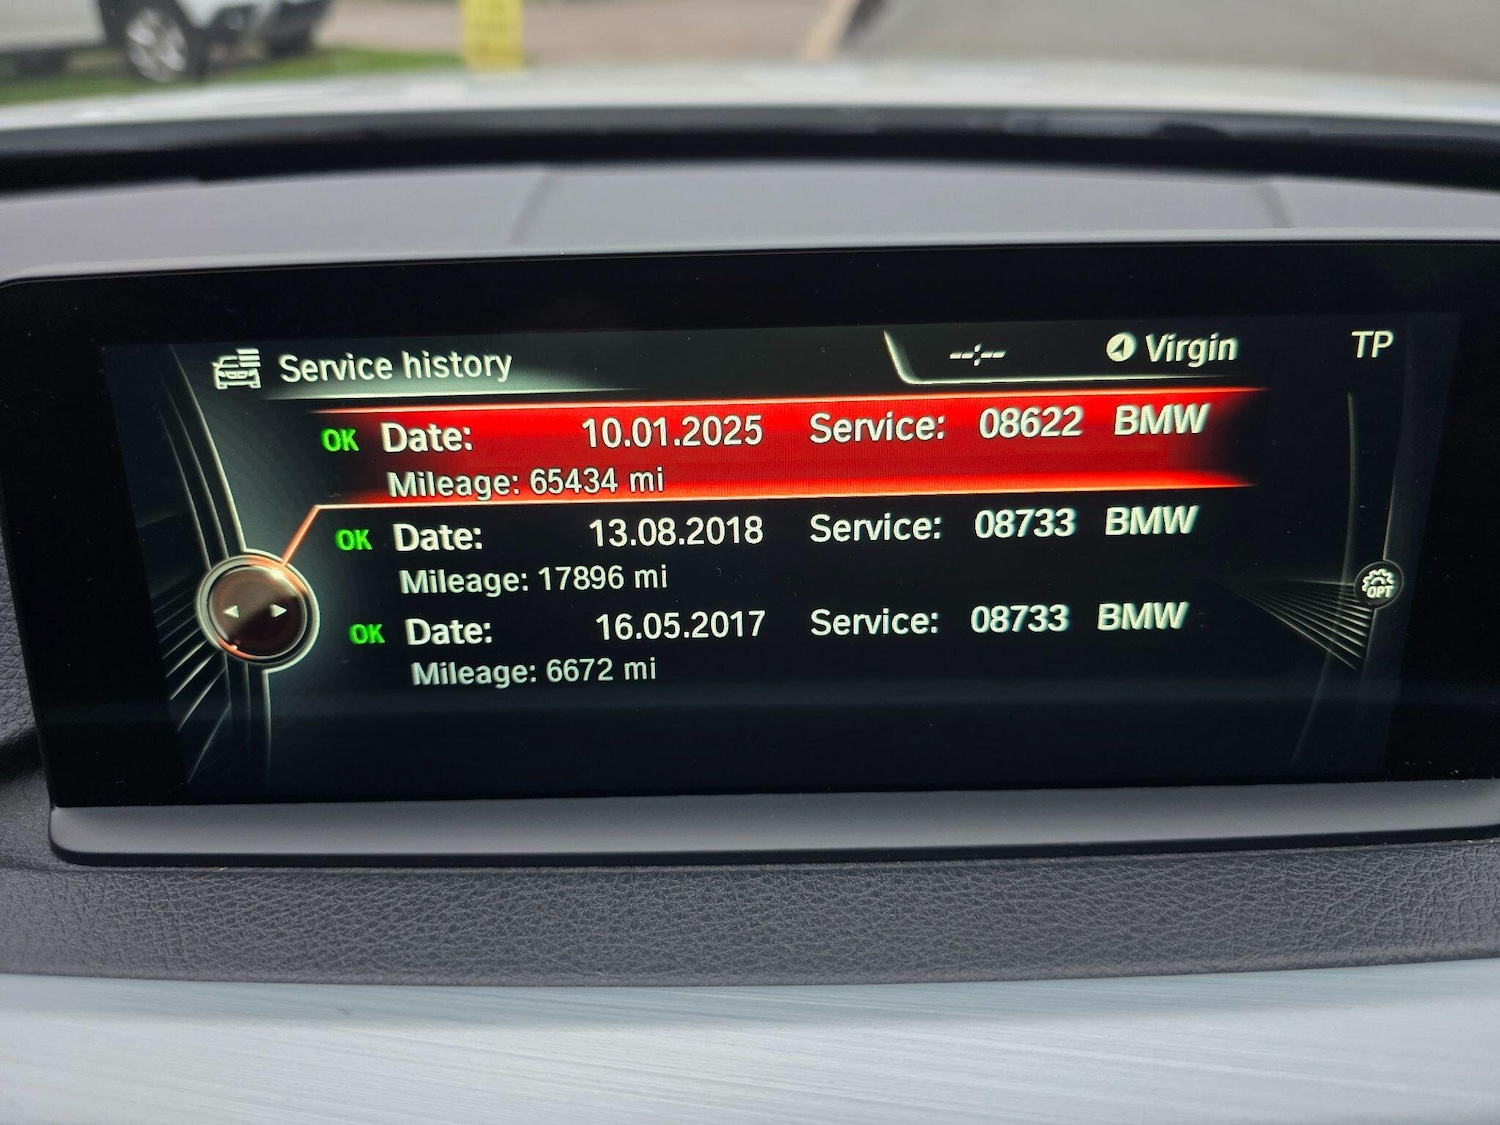 Service history --:-- Virgin TP
OK Date: 10.01.2025 Service: 08622 BMW
Mileage: 65434 mi
OK Date: 13.08.2018 Service: 08733 BMW
Mileage: 17896 mi
OPT
OK Date: 16.05.2017 Service: 08733 BMW
Mileage: 6672 mi